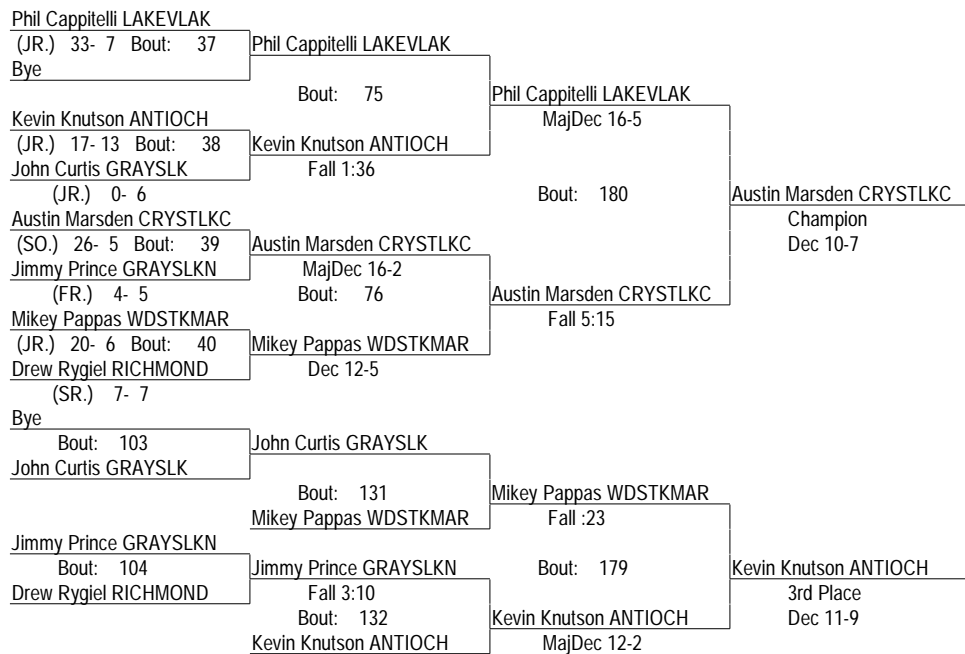 Phil Cappitelli LAKEVLAK
(JR.) 33- 7 Bout: 37 Phil Cappitelli LAKEVLAK
Bye
Bout: 75 Phil Cappitelli LAKEVLAK
Kevin Knutson ANTIOCH MajDec 16-5
(JR.) 17- 13 Bout: 38 Kevin Knutson ANTIOCH
John Curtis GRAYSLK Fall 1:36
(JR.) 0- 6 Bout: 180 Austin Marsden CRYSTLKC
Austin Marsden CRYSTLKC Champion
(SO.) 26- 5 Bout: 39 Austin Marsden CRYSTLKC Dec 10-7
Jimmy Prince GRAYSLKN MajDec 16-2
(FR.) 4- 5 Bout: 76 Austin Marsden CRYSTLKC
Mikey Pappas WDSTKMAR Fall 5:15
(JR.) 20- 6 Bout: 40 Mikey Pappas WDSTKMAR
Drew Rygiel RICHMOND Dec 12-5
(SR.) 7- 7
Bye
Bout: 103 John Curtis GRAYSLK
John Curtis GRAYSLK
Bout: 131 Mikey Pappas WDSTKMAR
Mikey Pappas WDSTKMAR Fall :23
Jimmy Prince GRAYSLKN
Bout: 104 Jimmy Prince GRAYSLKN Bout: 179 Kevin Knutson ANTIOCH
Drew Rygiel RICHMOND Fall 3:10 3rd Place
Bout: 132 Kevin Knutson ANTIOCH Dec 11-9
Kevin Knutson ANTIOCH MajDec 12-2